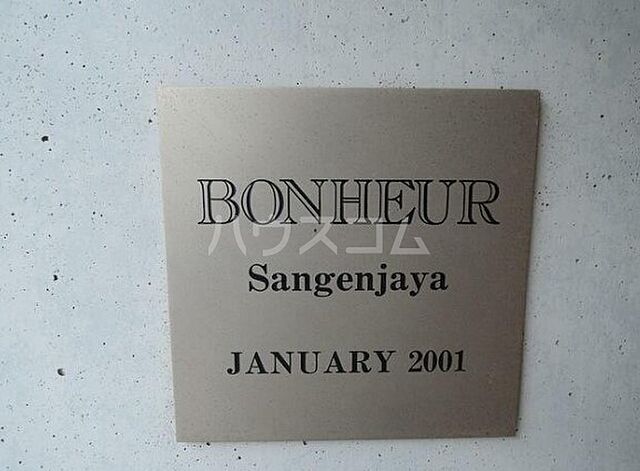 BONHEUR
ハウスコム
Sangenjaya
JANUARY 2001